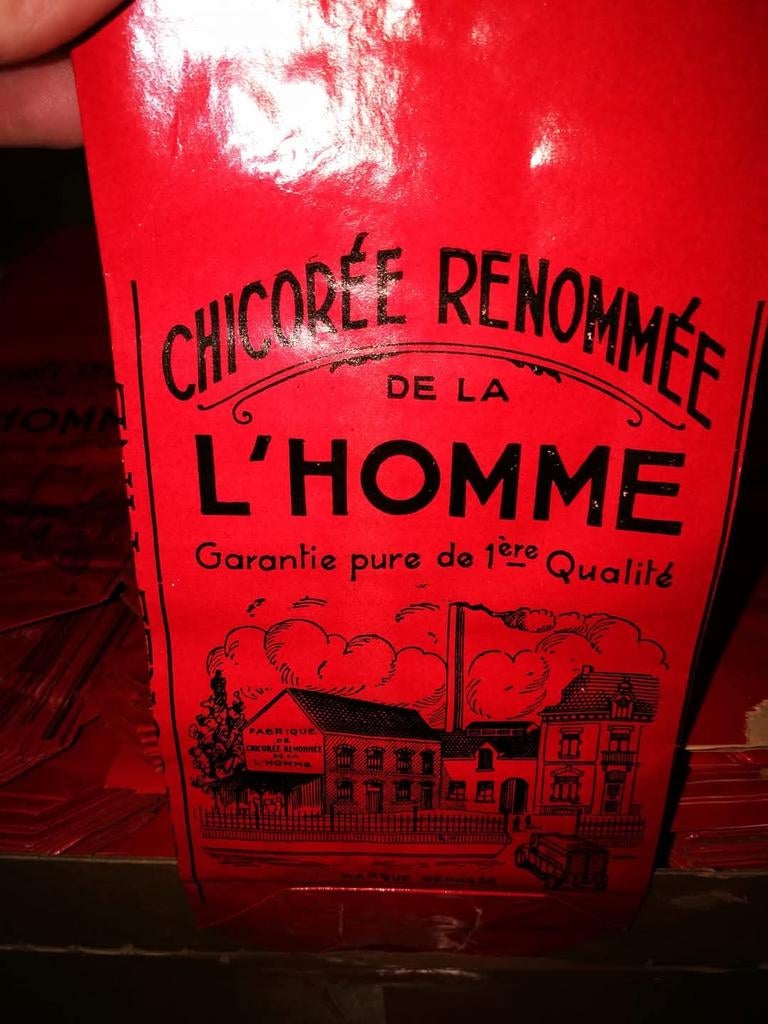 CHICORÉE RENOMMÉE
DE LA
L'HOMME
Garantie pure de 1ère Qualité
FABRIQUE
DE
CHICORÉE RENOMMÉE
DE LA
L'HOMME
MARQUE DÉPOSÉE
HOMM